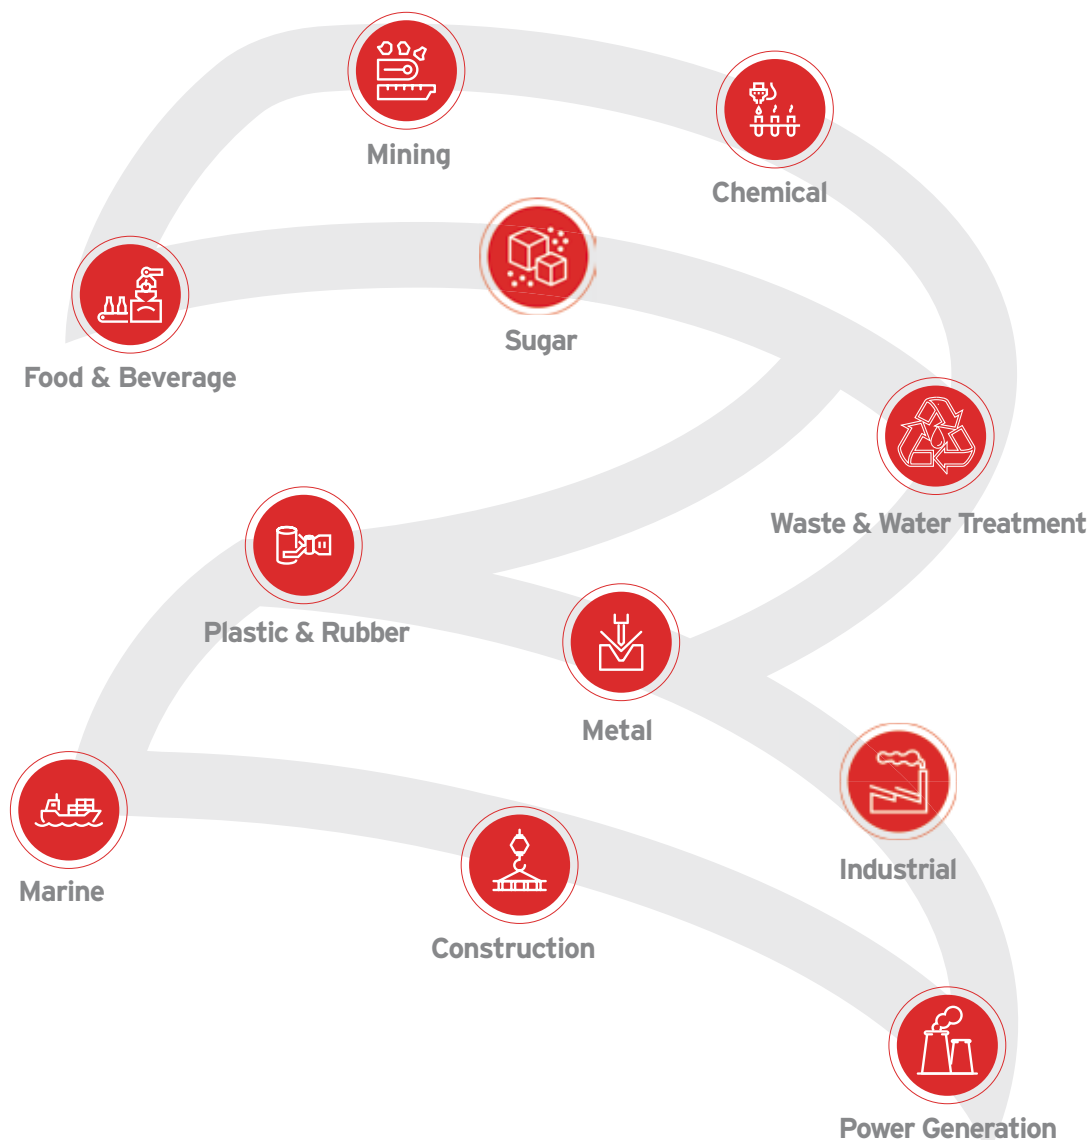 Mining
Chemical
Sugar
Food & Beverage
Waste & Water Treatment
Plastic & Rubber
Metal
Industrial
Marine
Construction
Power Generation